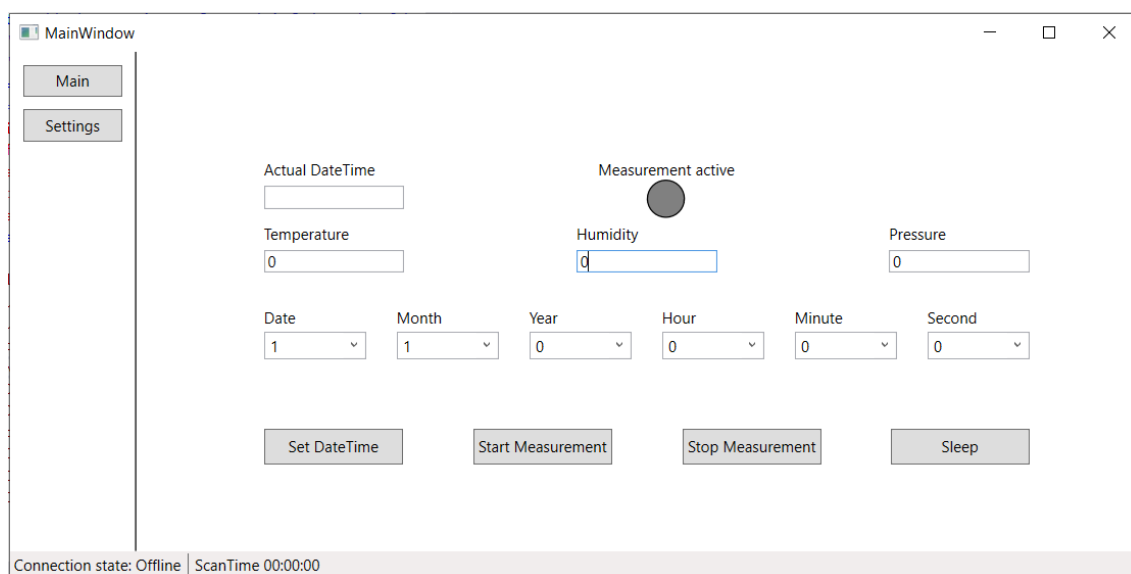 MainWindow
Main
Settings
Actual DateTime
Measurement active
Temperature
Humidity
Pressure
0
0
0
Date
Month
Year
Hour
Minute
Second
1
1
0
0
0
0
Set DateTime
Start Measurement
Stop Measurement
Sleep
Connection state: Offline
ScanTime 00:00:00